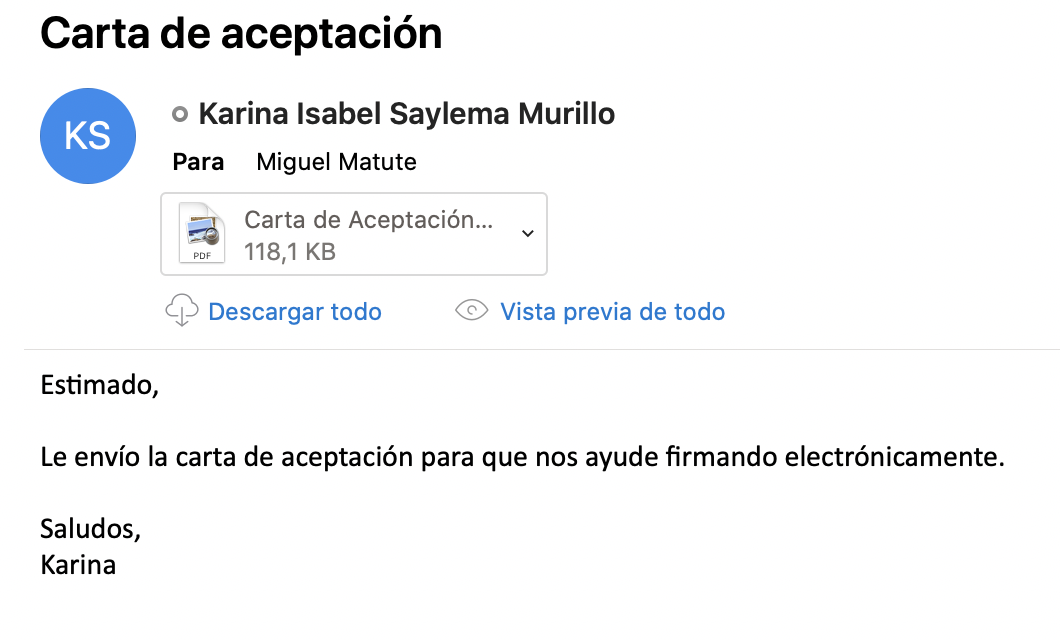 Carta de aceptación
KS
Karina Isabel Saylema Murillo
Para Miguel Matute
Carta de Aceptación...
PDF
118,1 KB
Descargar todo Vista previa de todo
Estimado,
Le envío la carta de aceptación para que nos ayude firmando electrónicamente.
Saludos,
Karina